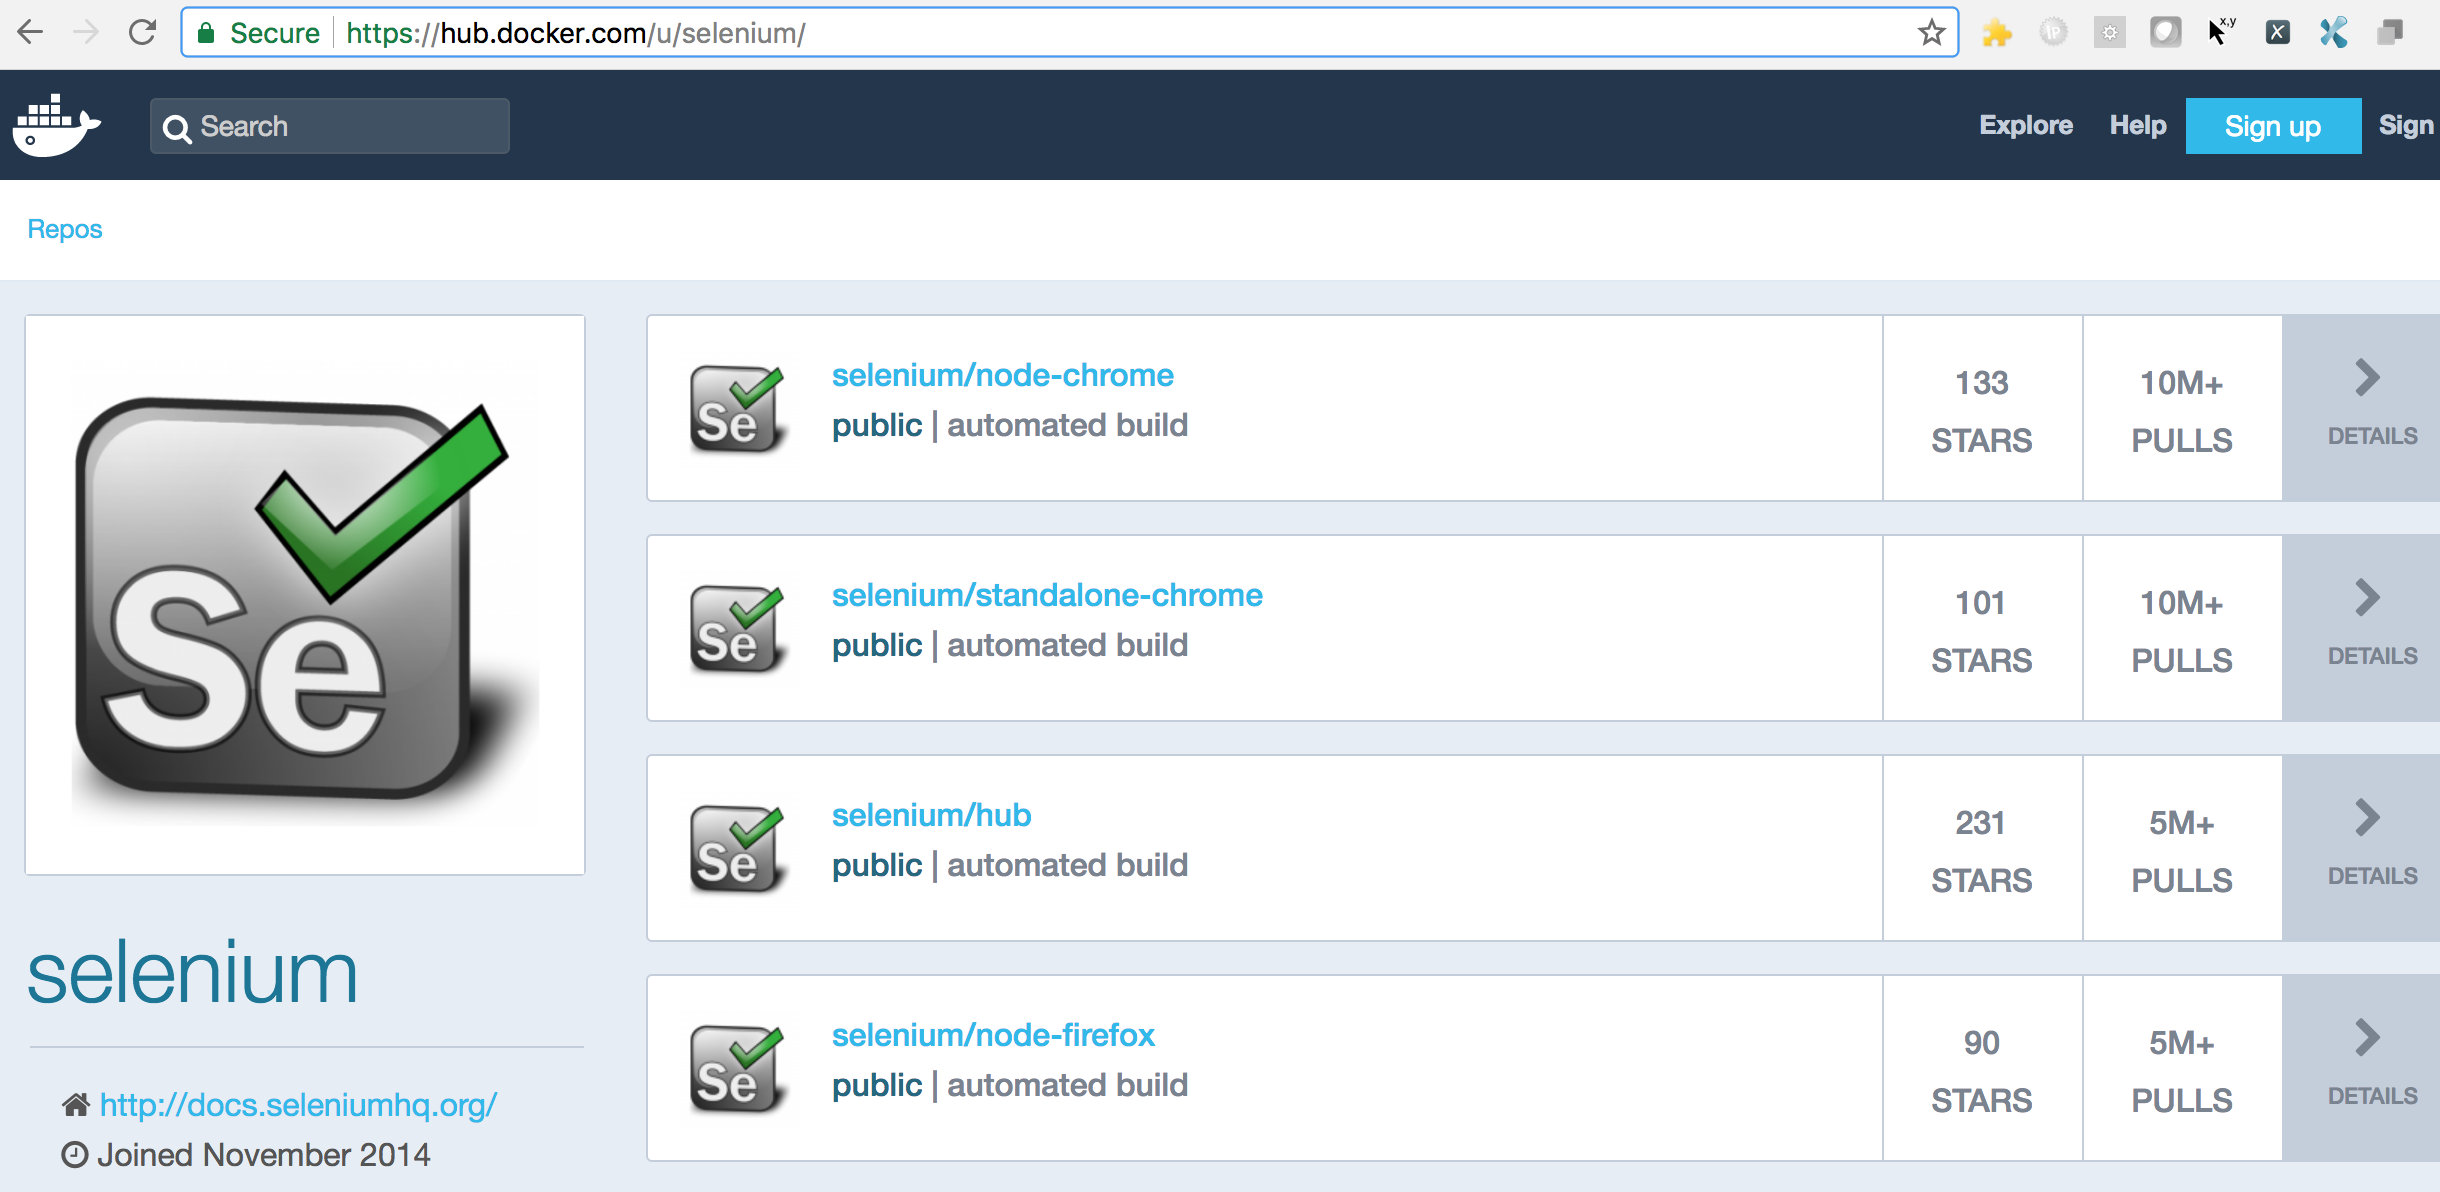 Secure https://hub.docker.com/u/selenium/
IP
x,y
X
Search
Explore Help Sign up Sign
Repos
Se
selenium
http://docs.seleniumhq.org/
Joined November 2014
Se
selenium/node-chrome
public | automated build
133
STARS
10M+
PULLS
DETAILS
Se
selenium/standalone-chrome
public | automated build
101
STARS
10M+
PULLS
DETAILS
Se
selenium/hub
public | automated build
231
STARS
5M+
PULLS
DETAILS
Se
selenium/node-firefox
public | automated build
90
STARS
5M+
PULLS
DETAILS